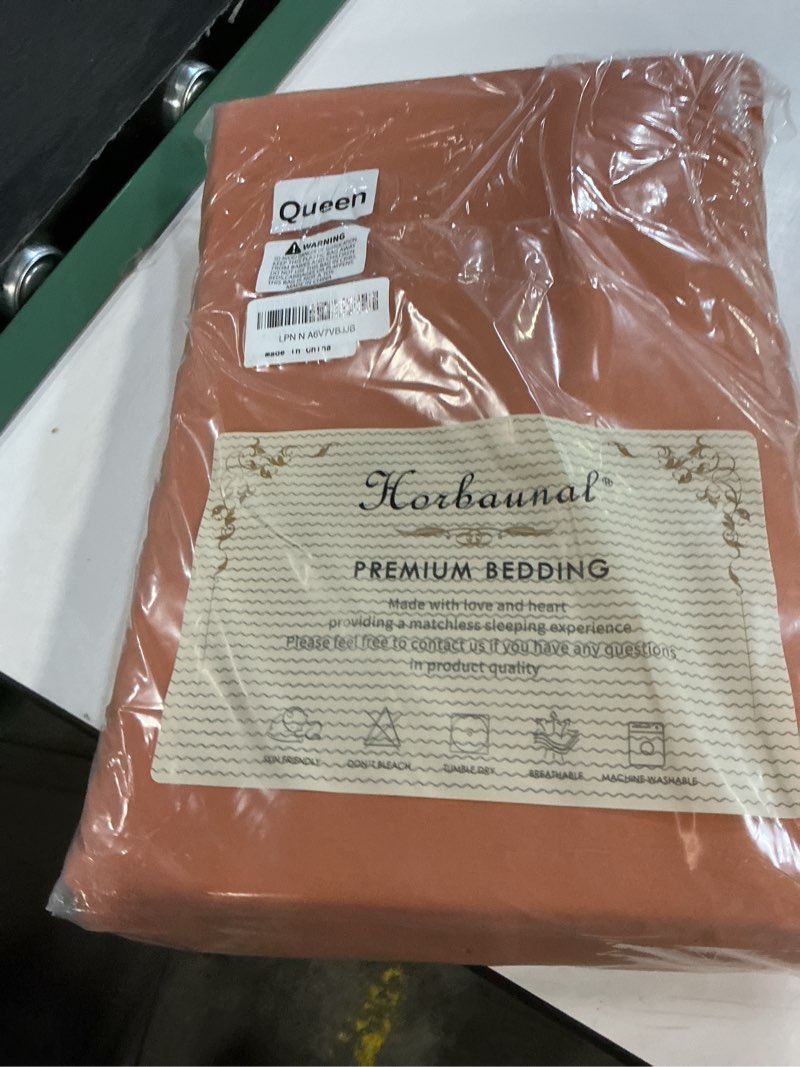 Queen
WARNING
LPN N A6V7VBJJB
Made in China
Horbaunal®
PREMIUM BEDDING
Made with love and heart
providing a matchless sleeping experience
Please feel free to contact us if you have any questions
in product quality
SKIN FRIENDLY DON'T BLEACH TUMBLE DRY BREATHABLE MACHINE WASHABLE